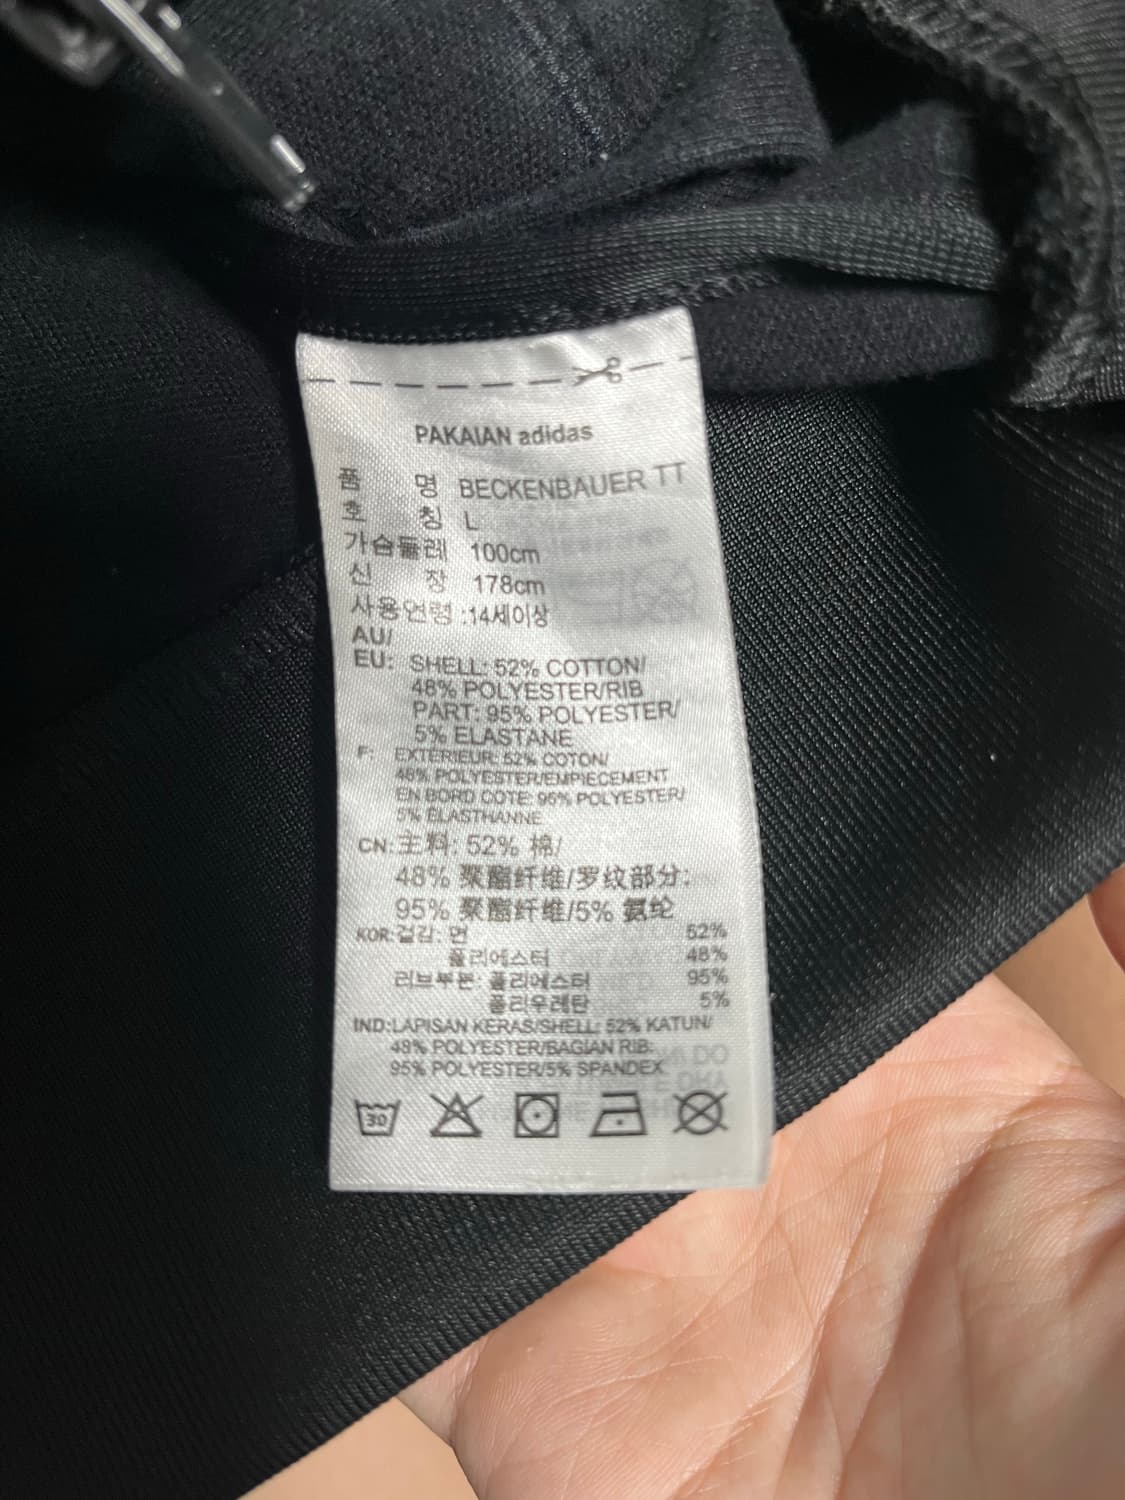 PAKAIAN adidas
품 명 BECKENBAUER TT
호 칭 L
가슴둘레 100cm
신 장 178cm
사용연령 :14세이상
AU/
EU: SHELL: 52% COTTON/
48% POLYESTER/RIB
PART: 95% POLYESTER/
5% ELASTANE
F: EXTERIEUR: 52% COTON/
48% POLYESTER/EMPIECEMENT
EN BORD COTE: 95% POLYESTER/
5% ELASTHANNE
CN: 主料: 52% 棉/
48% 聚酯纤维/罗纹部分:
95% 聚酯纤维/5% 氨纶
KOR: 겉감: 면 52%
폴리에스터 48%
리브부분: 폴리에스터 95%
폴리우레탄 5%
IND: LAPISAN KERAS/SHELL: 52% KATUN/
48% POLYESTER/BAGIAN RIB:
95% POLYESTER/5% SPANDEX
30